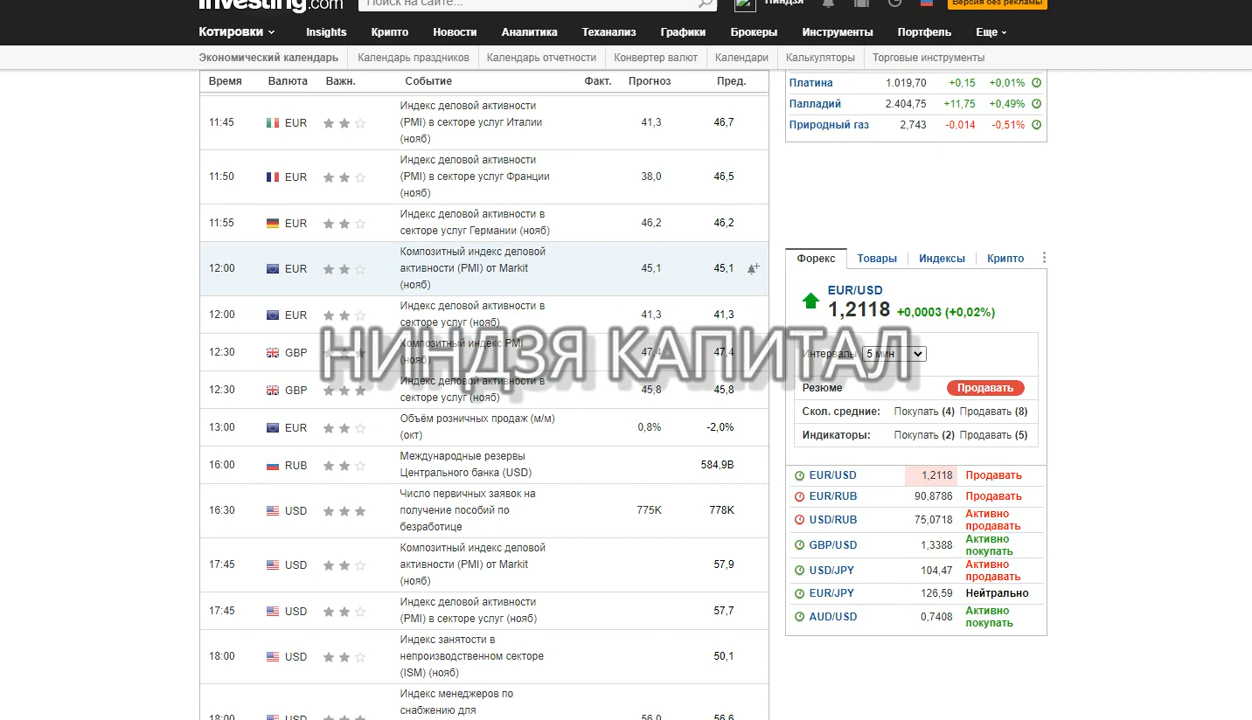 Investing.com
Поиск на сайте...
Ниндзя
Версия без рекламы
Котировки
Insights
Крипто
Новости
Аналитика
Теханализ
Графики
Брокеры
Инструменты
Портфель
Еще
Экономический календарь
Календарь праздников
Календарь отчетности
Конвертер валют
Календари
Калькуляторы
Торговые инструменты
Время Валюта Важн. Событие Факт. Прогноз Пред.
11:45 EUR Индекс деловой активности
(PMI) в секторе услуг Италии
(нояб) 41,3 46,7
11:50 EUR Индекс деловой активности
(PMI) в секторе услуг Франции
(нояб) 38,0 46,5
11:55 EUR Индекс деловой активности в
секторе услуг Германии (нояб) 46,2 46,2
12:00 EUR Композитный индекс деловой
активности (PMI) от Markit
(нояб) 45,1 45,1
12:00 EUR Индекс деловой активности в
секторе услуг (нояб) 41,3 41,3
12:30 GBP Композитный индекс PMI
(нояб) 47,4 47,4
НИНДЗЯ КАПИТАЛ
12:30 GBP Индекс деловой активности в
секторе услуг (нояб) 45,8 45,8
13:00 EUR Объём розничных продаж (м/м)
(окт) 0,8% -2,0%
16:00 RUB Международные резервы
Центрального банка (USD) 584,9B
16:30 USD Число первичных заявок на
получение пособий по
безработице 775K 778K
17:45 USD Композитный индекс деловой
активности (PMI) от Markit
(нояб) 57,9
17:45 USD Индекс деловой активности
(PMI) в секторе услуг (нояб) 57,7
18:00 USD Индекс занятости в
непроизводственном секторе
(ISM) (нояб) 50,1
18:00 USD Индекс менеджеров по
снабжению для 56,0 56,6
Платина 1.019,70 +0,15 +0,01%
Палладий 2.404,75 +11,75 +0,49%
Природный газ 2,743 -0,014 -0,51%
Форекс Товары Индексы Крипто
EUR/USD
1,2118 +0,0003 (+0,02%)
Интервалы 5 мин
Резюме Продавать
Скол. средние: Покупать (4) Продавать (8)
Индикаторы: Покупать (2) Продавать (5)
EUR/USD 1,2118 Продавать
EUR/RUB 90,8786 Продавать
USD/RUB 75,0718 Активно
продавать
GBP/USD 1,3388 Активно
покупать
USD/JPY 104,47 Активно
продавать
EUR/JPY 126,59 Нейтрально
AUD/USD 0,7408 Активно
покупать